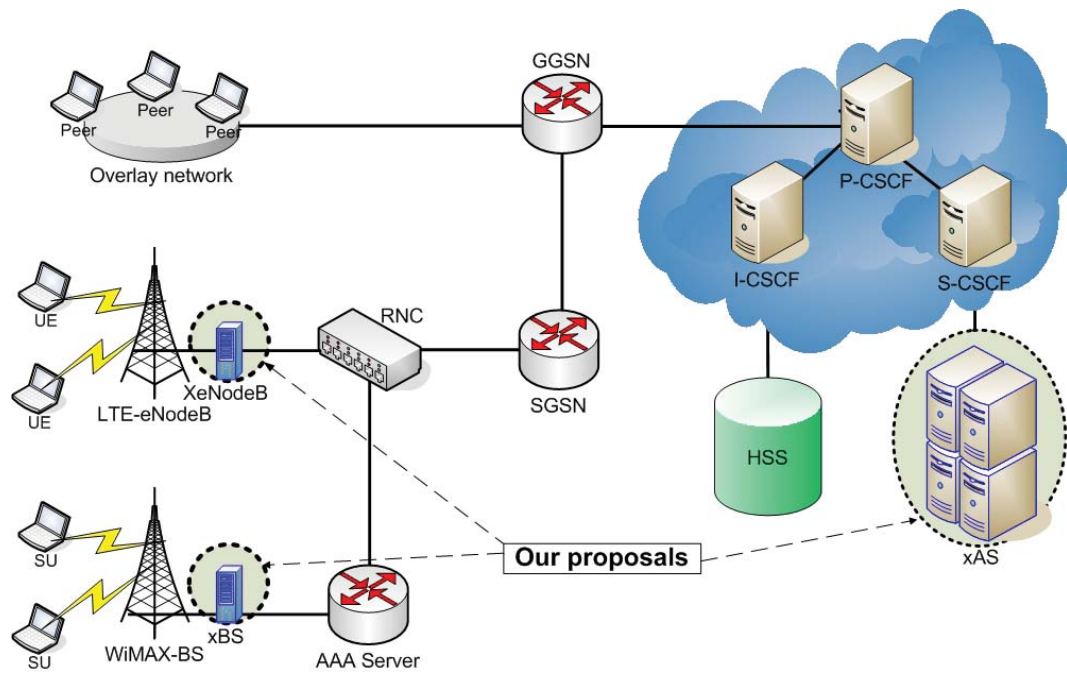 Peer
Peer
Peer
Overlay network
GGSN
P-CSCF
I-CSCF
S-CSCF
UE
UE
LTE-eNodeB
XeNodeB
RNC
SGSN
HSS
xAS
Our proposals
SU
SU
WiMAX-BS
xBS
AAA Server